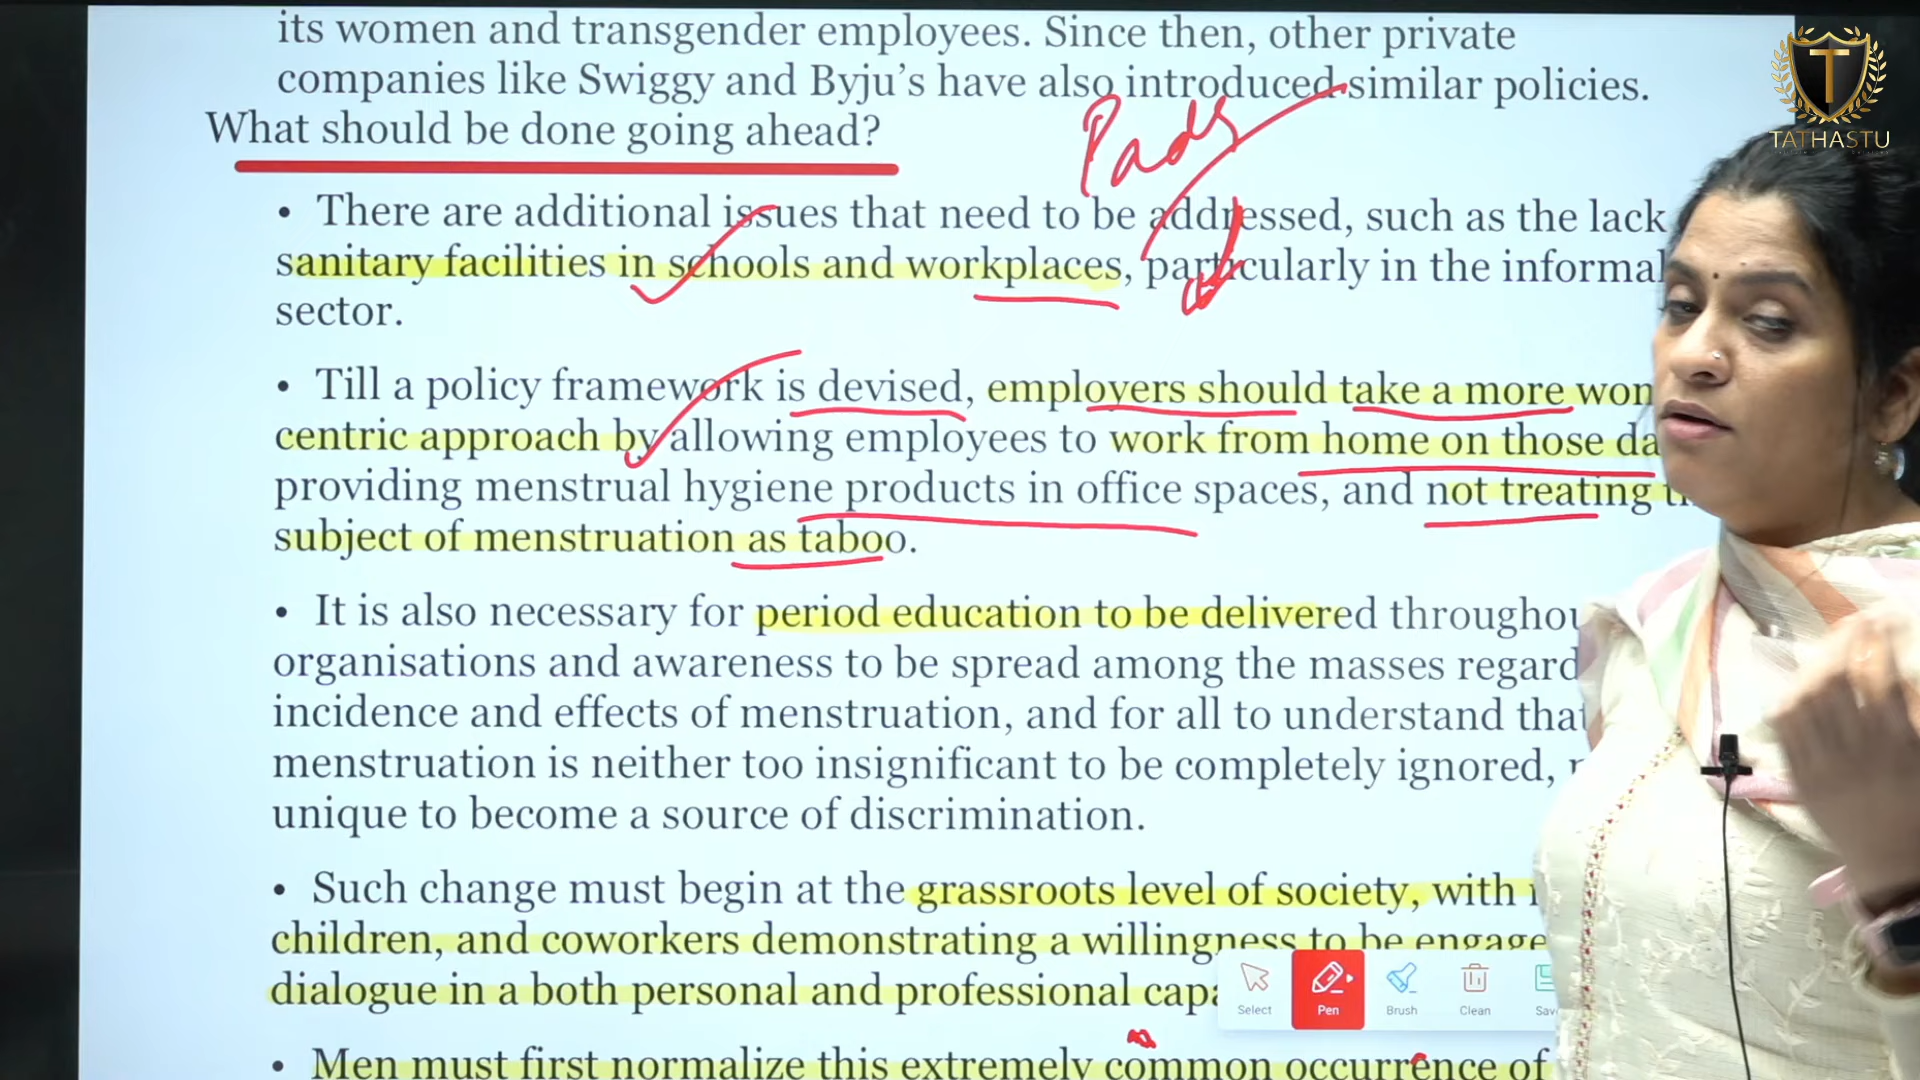 its women and transgender employees. Since then, other private
companies like Swiggy and Byju's have also introduced similar policies.
What should be done going ahead?
Pads
• There are additional issues that need to be addressed, such as the lack
sanitary facilities in schools and workplaces, particularly in the informal
sector.
• Till a policy framework is devised, employers should take a more
centric approach by allowing employees to work from home on those
providing menstrual hygiene products in office spaces, and not treating
subject of menstruation as taboo.
• It is also necessary for period education to be delivered
organisations and awareness to be spread among the masses
incidence and effects of menstruation, and for all to understand
menstruation is neither too insignificant to be completely ignored,
unique to become a source of discrimination.
• Such change must begin at the grassroots level of society, with
children, and coworkers demonstrating a willingness to be
dialogue in a both personal and professional
• Men must first normalize this extremely common occurrence of
TATHASTU
Select Pen Brush Clean